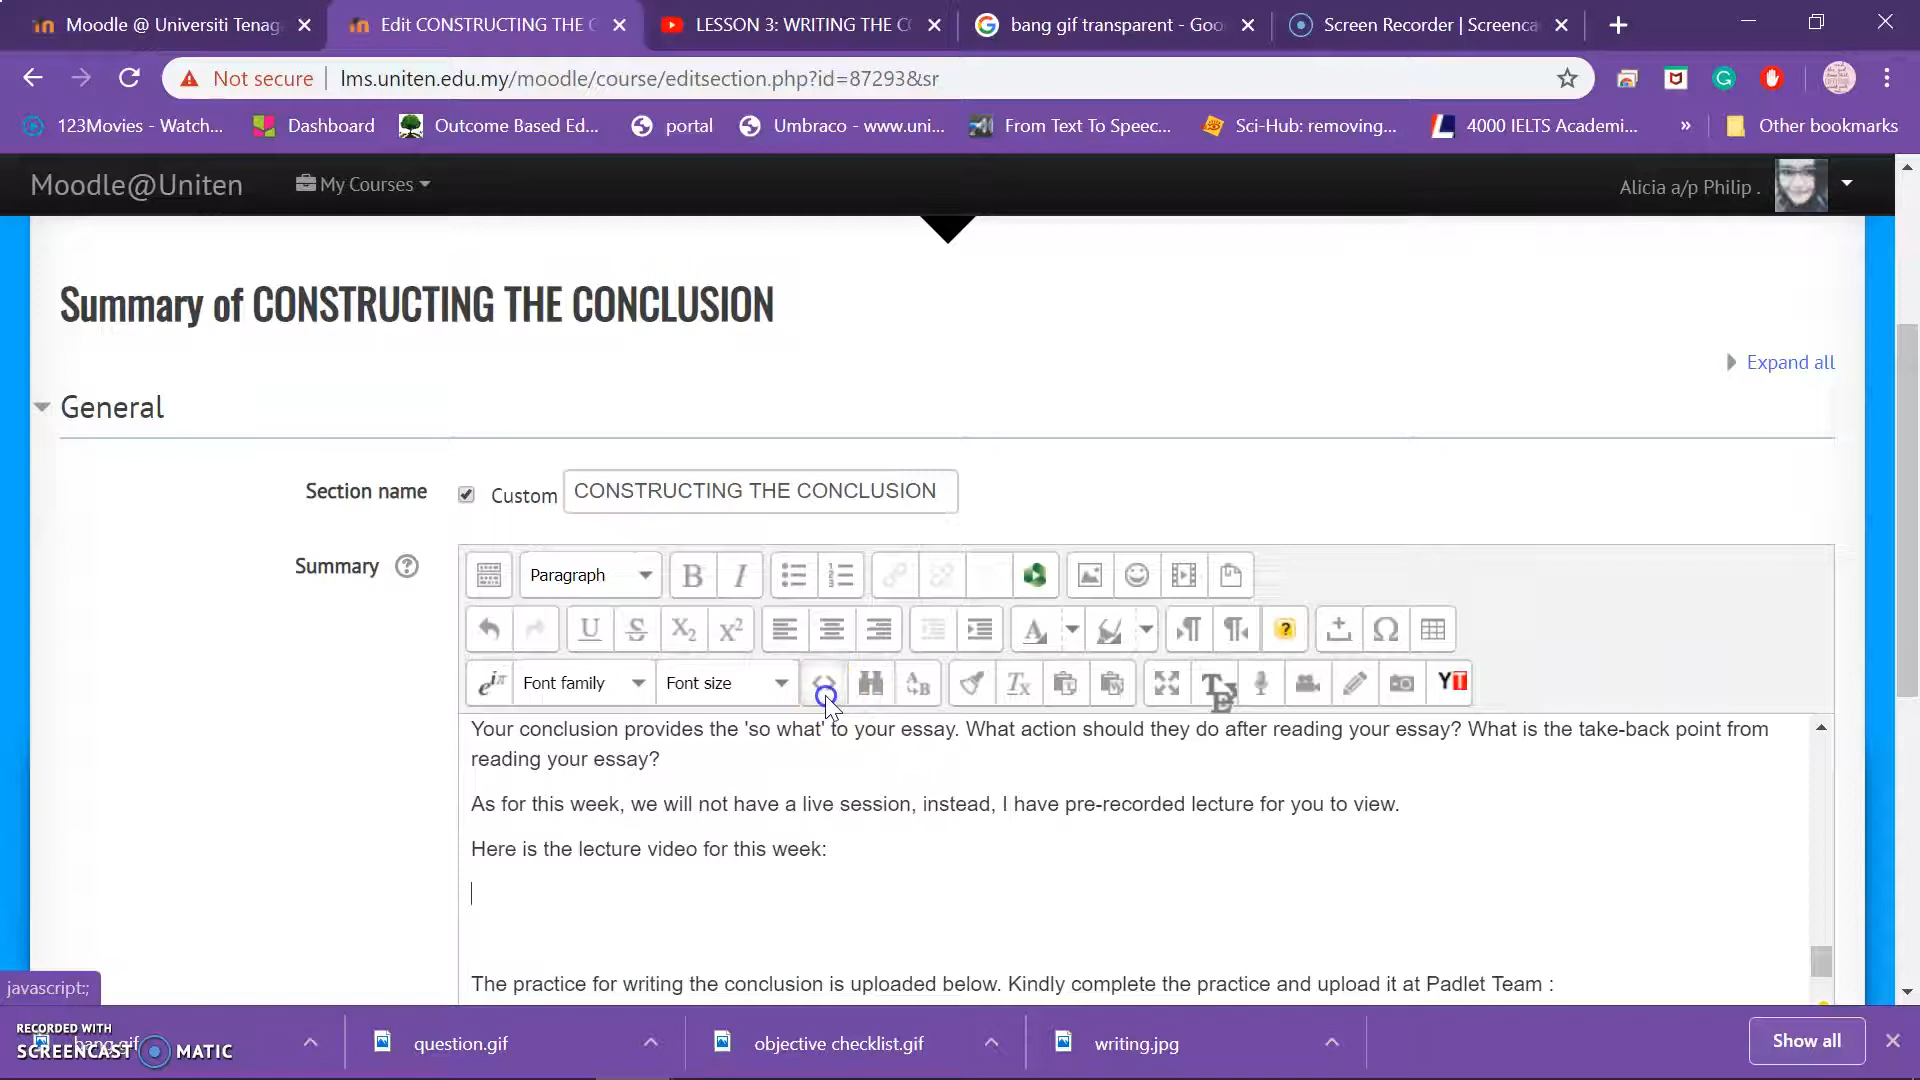 Moodle @ Universiti Tenag
Edit CONSTRUCTING THE C
LESSON 3: WRITING THE CO
bang gif transparent - Goo
Screen Recorder | Screenca
Not secure
lms.uniten.edu.my/moodle/course/editsection.php?id=87293&sr
123Movies - Watch...
Dashboard
Outcome Based Ed...
portal
Umbraco - www.uni...
From Text To Speec...
Sci-Hub: removing...
4000 IELTS Academi...
»
Other bookmarks
Moodle@Uniten
My Courses
Alicia a/p Philip .
Summary of CONSTRUCTING THE CONCLUSION
Expand all
General
Section name
Custom
CONSTRUCTING THE CONCLUSION
Summary
Paragraph
B I
Font family
Font size
Your conclusion provides the 'so what' to your essay. What action should they do after reading your essay? What is the take-back point from
reading your essay?
As for this week, we will not have a live session, instead, I have pre-recorded lecture for you to view.
Here is the lecture video for this week:
The practice for writing the conclusion is uploaded below. Kindly complete the practice and upload it at Padlet Team :
javascript:;
RECORDED WITH
SCREENCAST MATIC
bang.gif
question.gif
objective checklist.gif
writing.jpg
Show all